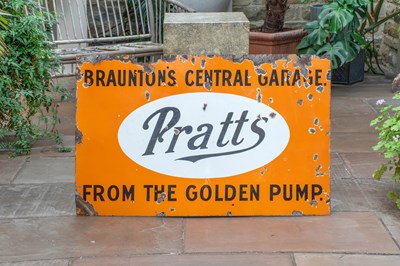 BRAUNTONS CENTRAL GARAGE
Pratts
FROM THE GOLDEN PUMP